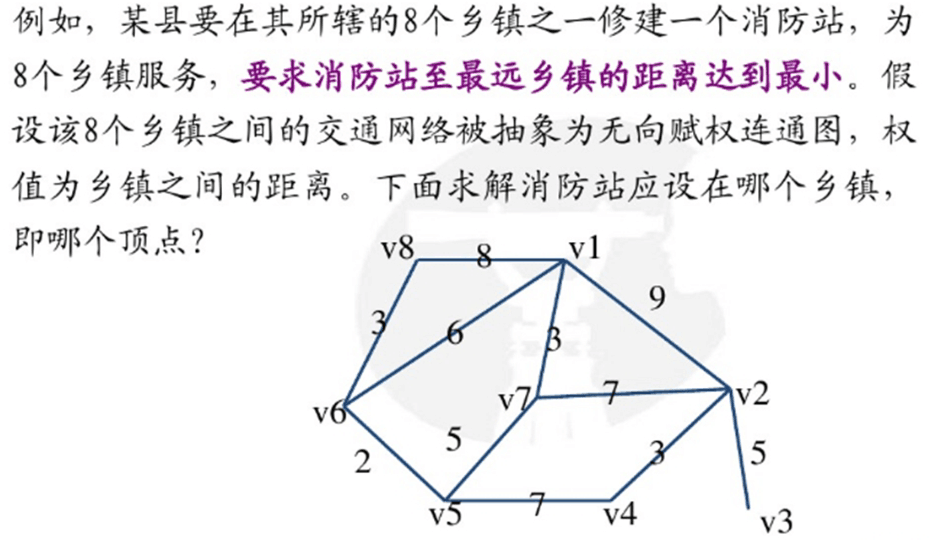 例如，某县要在其所辖的8个乡镇之一修建一个消防站，为
8个乡镇服务，要求消防站至最远乡镇的距离达到最小。假
设该8个乡镇之间的交通网络被抽象为无向赋权连通图，权
值为乡镇之间的距离。下面求解消防站应设在哪个乡镇，
即哪个顶点？
v8 8 v1
9
3 6 3
v6 v7 7 v2
2 5 3 5
v5 7 v4 v3